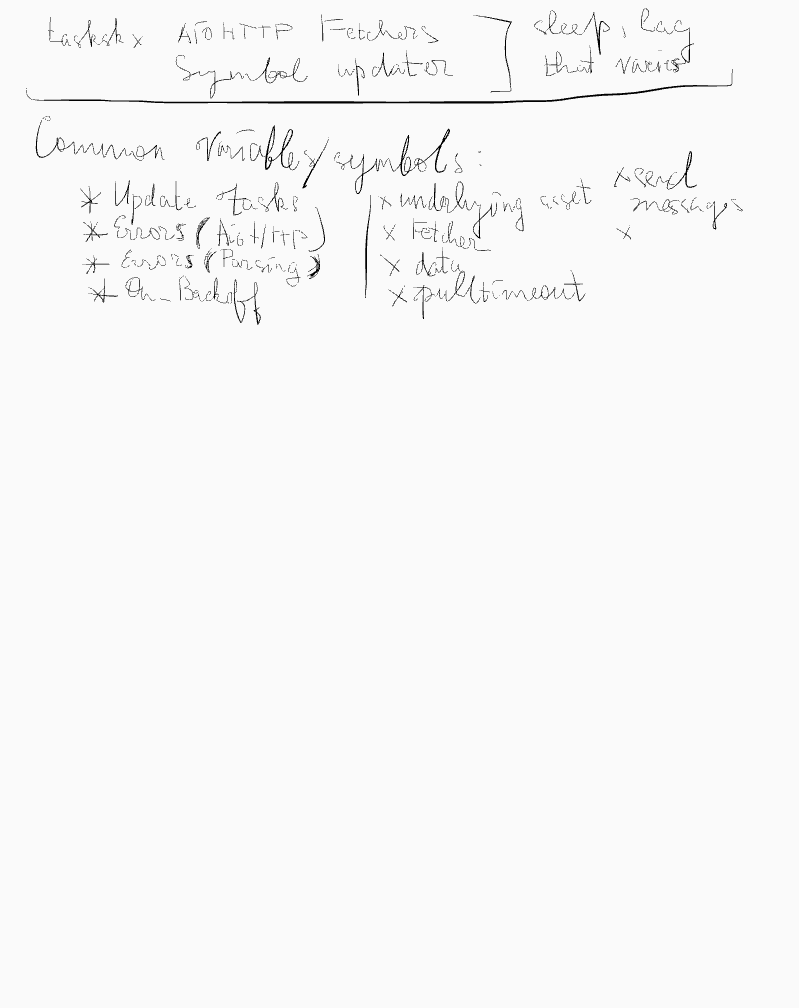 tasksk x AIOHTTP Fetchers sleep, lag
Symbol updater that varies
Common Variables/symbols:
* Update tasks
* Errors (AioHTTP)
* Errors (Parsing)
* On_Backoff
x underlying asset
x Fetcher
x data
x pulltimeout
x send
messages
x